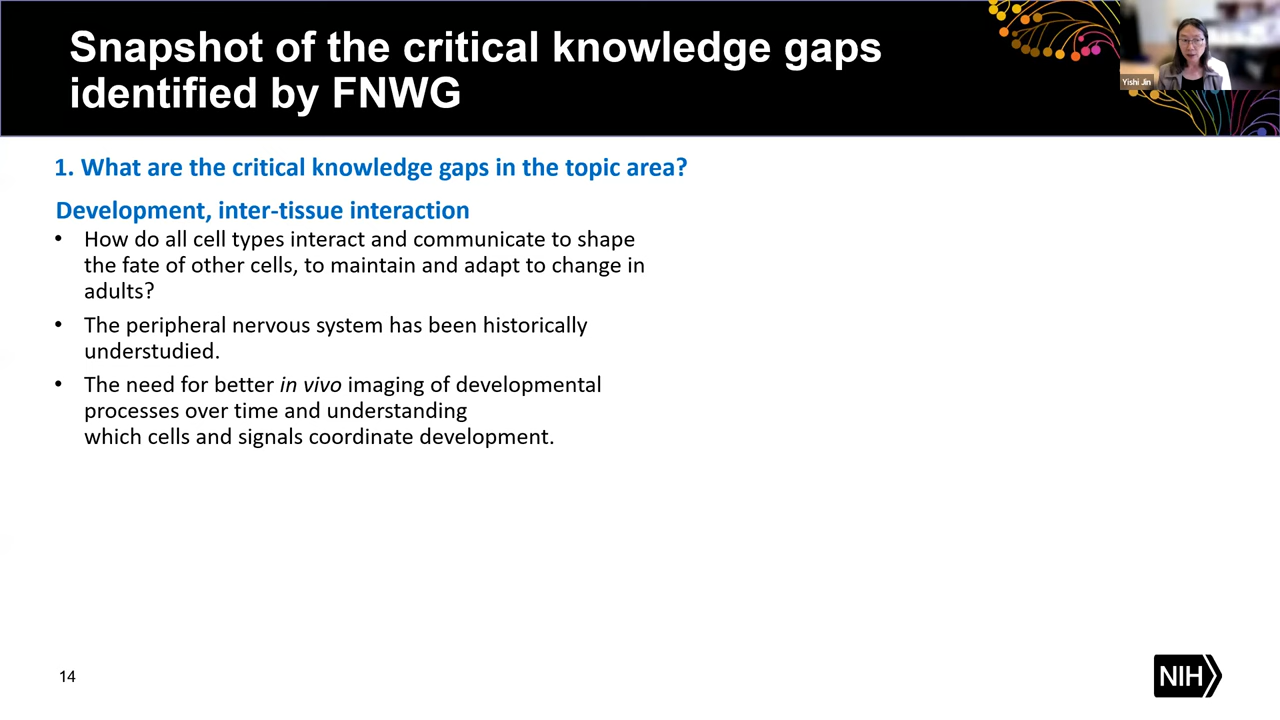 Snapshot of the critical knowledge gaps
identified by FNWG
Yishi Jin
1. What are the critical knowledge gaps in the topic area?
Development, inter-tissue interaction
• How do all cell types interact and communicate to shape
the fate of other cells, to maintain and adapt to change in
adults?
• The peripheral nervous system has been historically
understudied.
• The need for better in vivo imaging of developmental
processes over time and understanding
which cells and signals coordinate development.
14
NIH